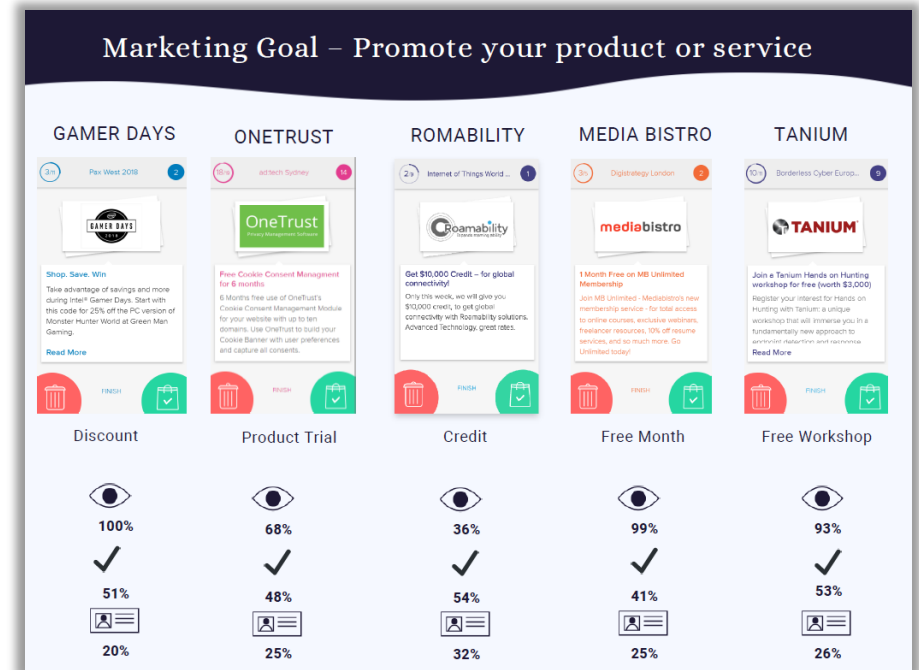 Marketing Goal – Promote your product or service
GAMER DAYS
3/11
Pax West 2018
2
GAMER DAYS
2018
Shop. Save. Win
Take advantage of savings and more
during Intel® Gamer Days. Start with
this code for 25% off the PC version of
Monster Hunter World at Green Man
Gaming.
Read More
FINISH
Discount
100%
51%
20%
ONETRUST
18/19
ad:tech Sydney
14
OneTrust
Privacy Management Software
Free Cookie Consent Managment
for 6 months
6 Months free use of OneTrust's
Cookie Consent Management Module
for your website with up to ten
domains. Use OneTrust to build your
Cookie Banner with user preferences
and capture all consents.
FINISH
Product Trial
68%
48%
25%
ROMABILITY
2/9
Internet of Things World ...
1
Roamability
Get $10,000 Credit – for global
connectivity!
Only this week, we will give you
$10,000 credit, to get global
connectivity with Roamability solutions.
Advanced Technology, great rates.
FINISH
Credit
36%
54%
32%
MEDIA BISTRO
Digistrategy London
2
mediabistro
1 Month Free on MB Unlimited
Membership
Join MB Unlimited - Mediabistro's new
membership service - for total access
to online courses, exclusive webinars,
freelancer resources, 10% off resume
services, and so much more. Go
Unlimited today!
FINISH
Free Month
99%
41%
25%
TANIUM
Borderless Cyber Europ...
9
TANIUM
Join a Tanium Hands on Hunting
workshop for free (worth $3,000)
Register your interest for Hands on
Hunting with Tanium: a unique
workshop that will immerse you in a
fundamentally new approach to
endpoint detection and response
Read More
FINISH
Free Workshop
93%
53%
26%